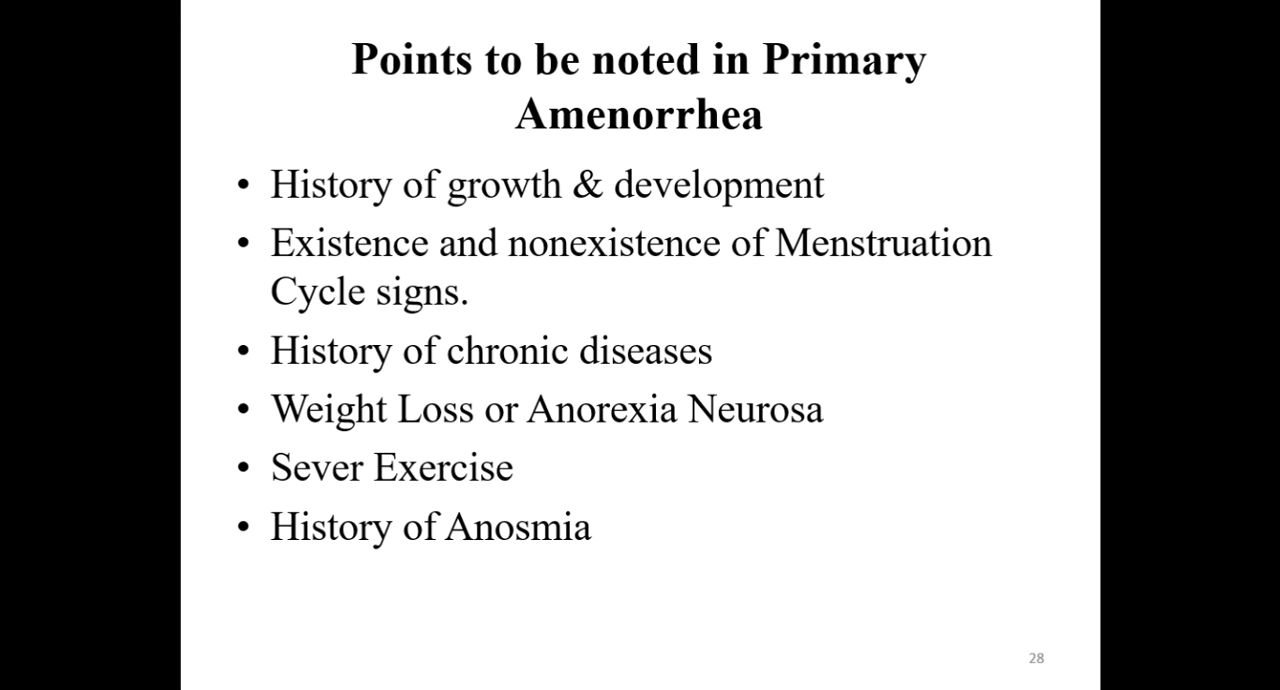 Points to be noted in Primary
Amenorrhea
• History of growth & development
• Existence and nonexistence of Menstruation
Cycle signs.
• History of chronic diseases
• Weight Loss or Anorexia Neurosa
• Sever Exercise
• History of Anosmia
28